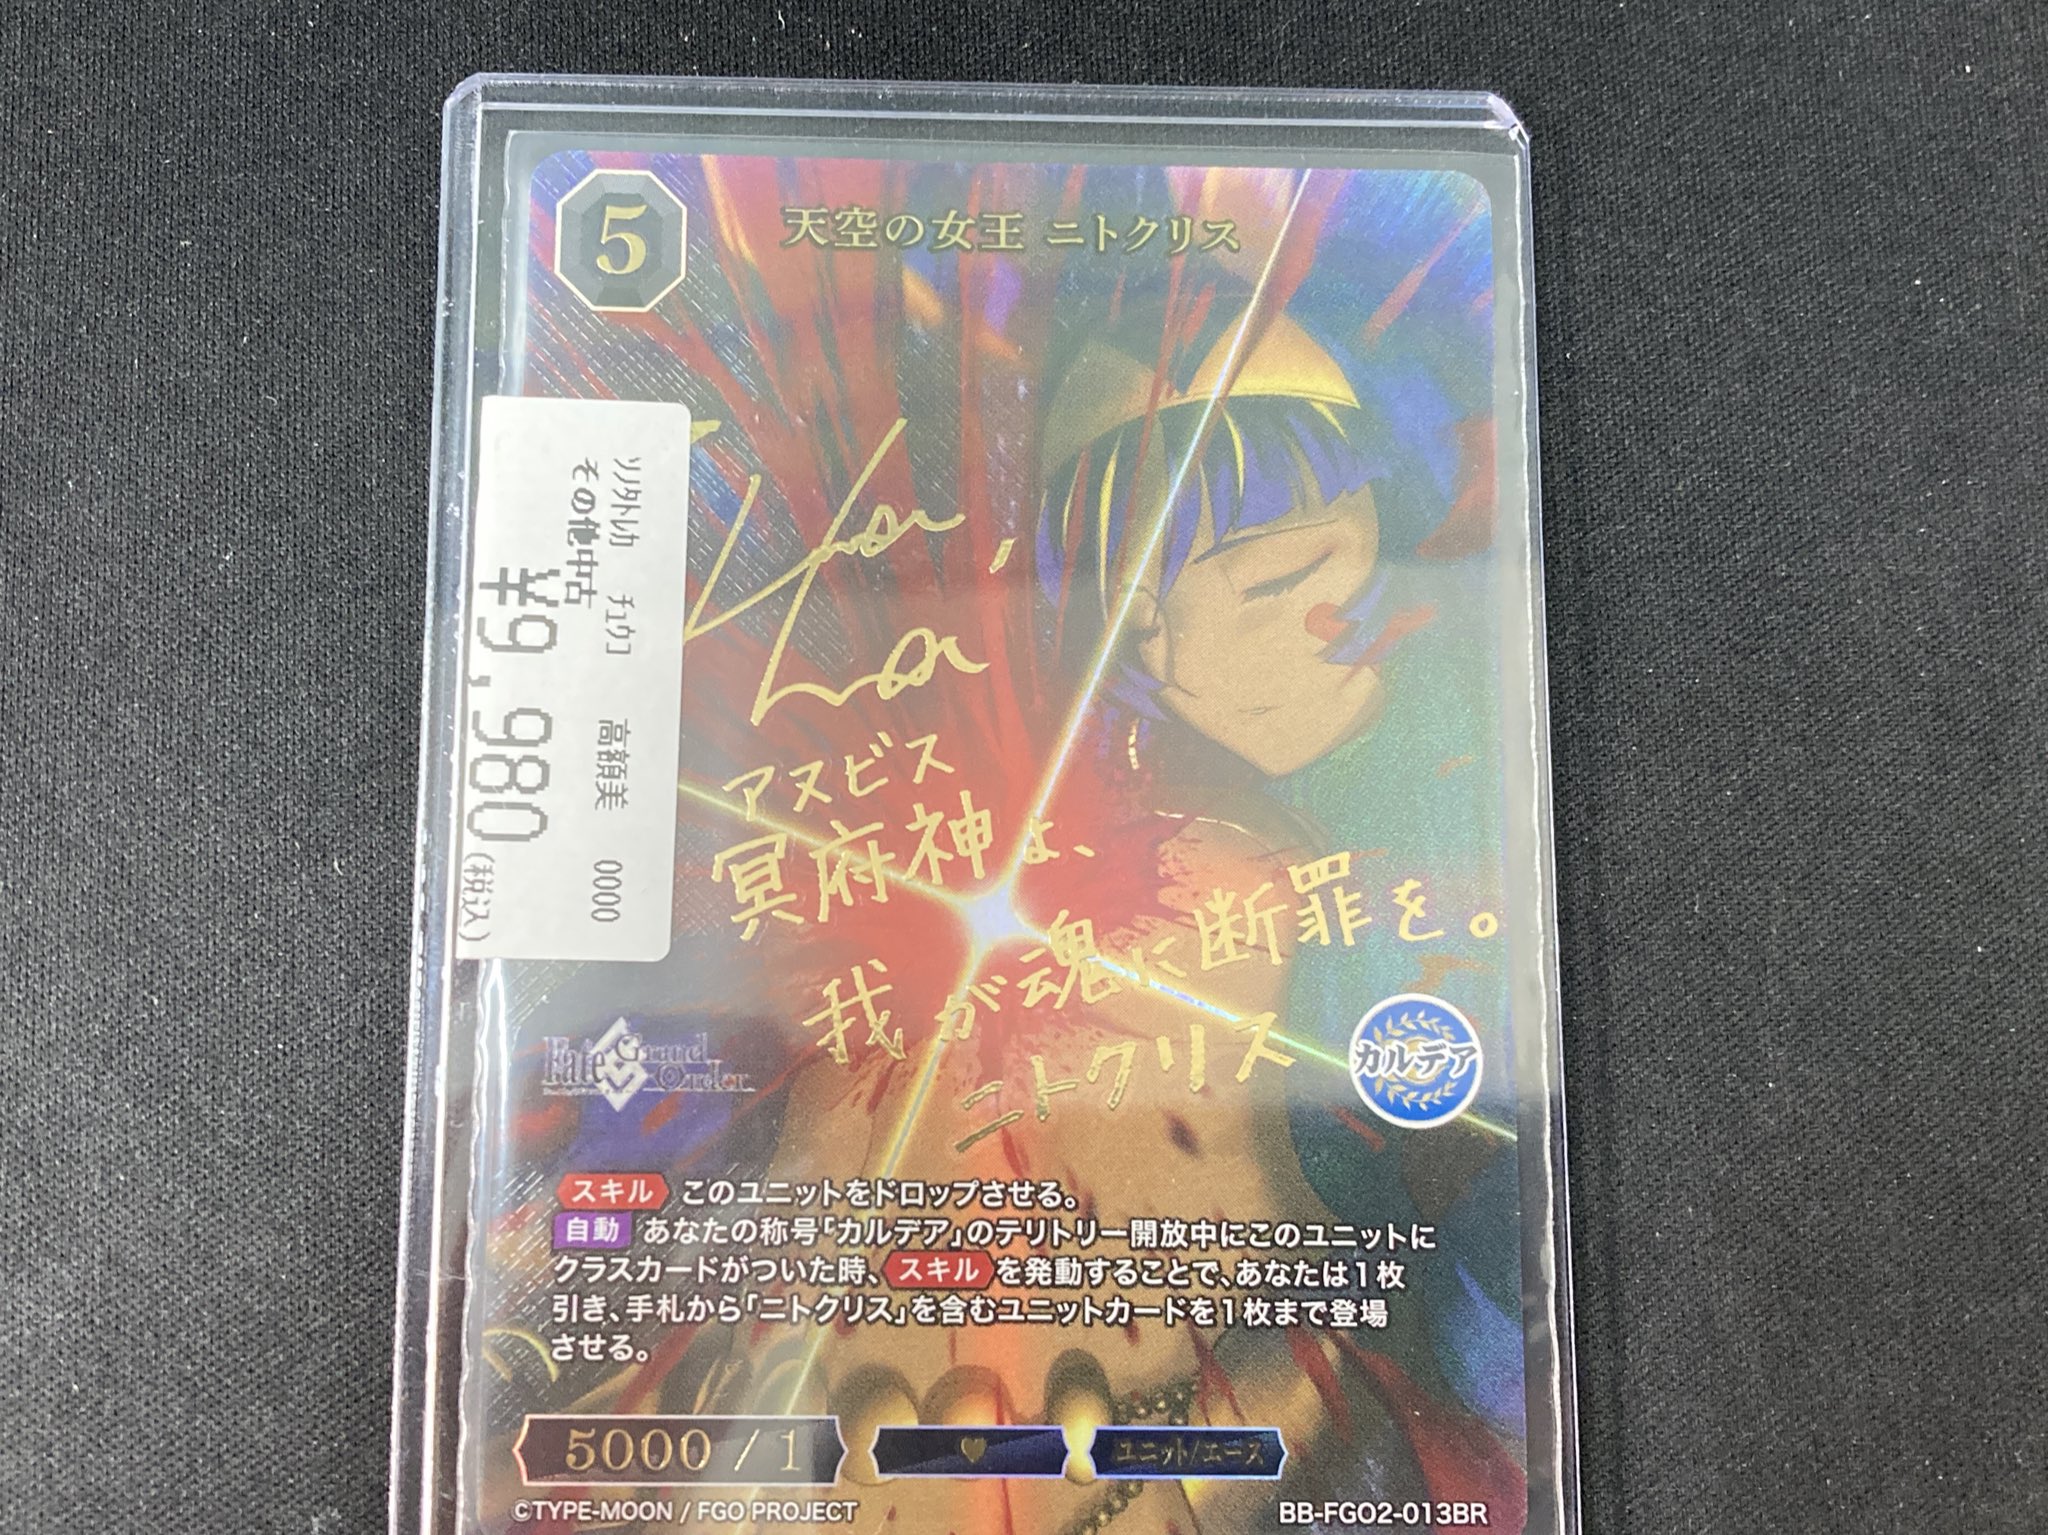 5
天空の女王 ニトクリス
ソノタトレカ チュウコ 高額美 0000
その他中古
¥9,980
(税込)
アヌビス
冥府神よ、
我が魂に断罪を。
ニトクリス
Fate Grand Order
カルデア
スキル このユニットをドロップさせる。
自動 あなたの称号「カルデア」のテリトリー開放中にこのユニットに
クラスカードがついた時、スキルを発動することで、あなたは1枚
引き、手札から「ニトクリス」を含むユニットカードを1枚まで登場
させる。
5000 / 1
♥
ユニット/エース
©TYPE-MOON / FGO PROJECT
BB-FGO2-013BR